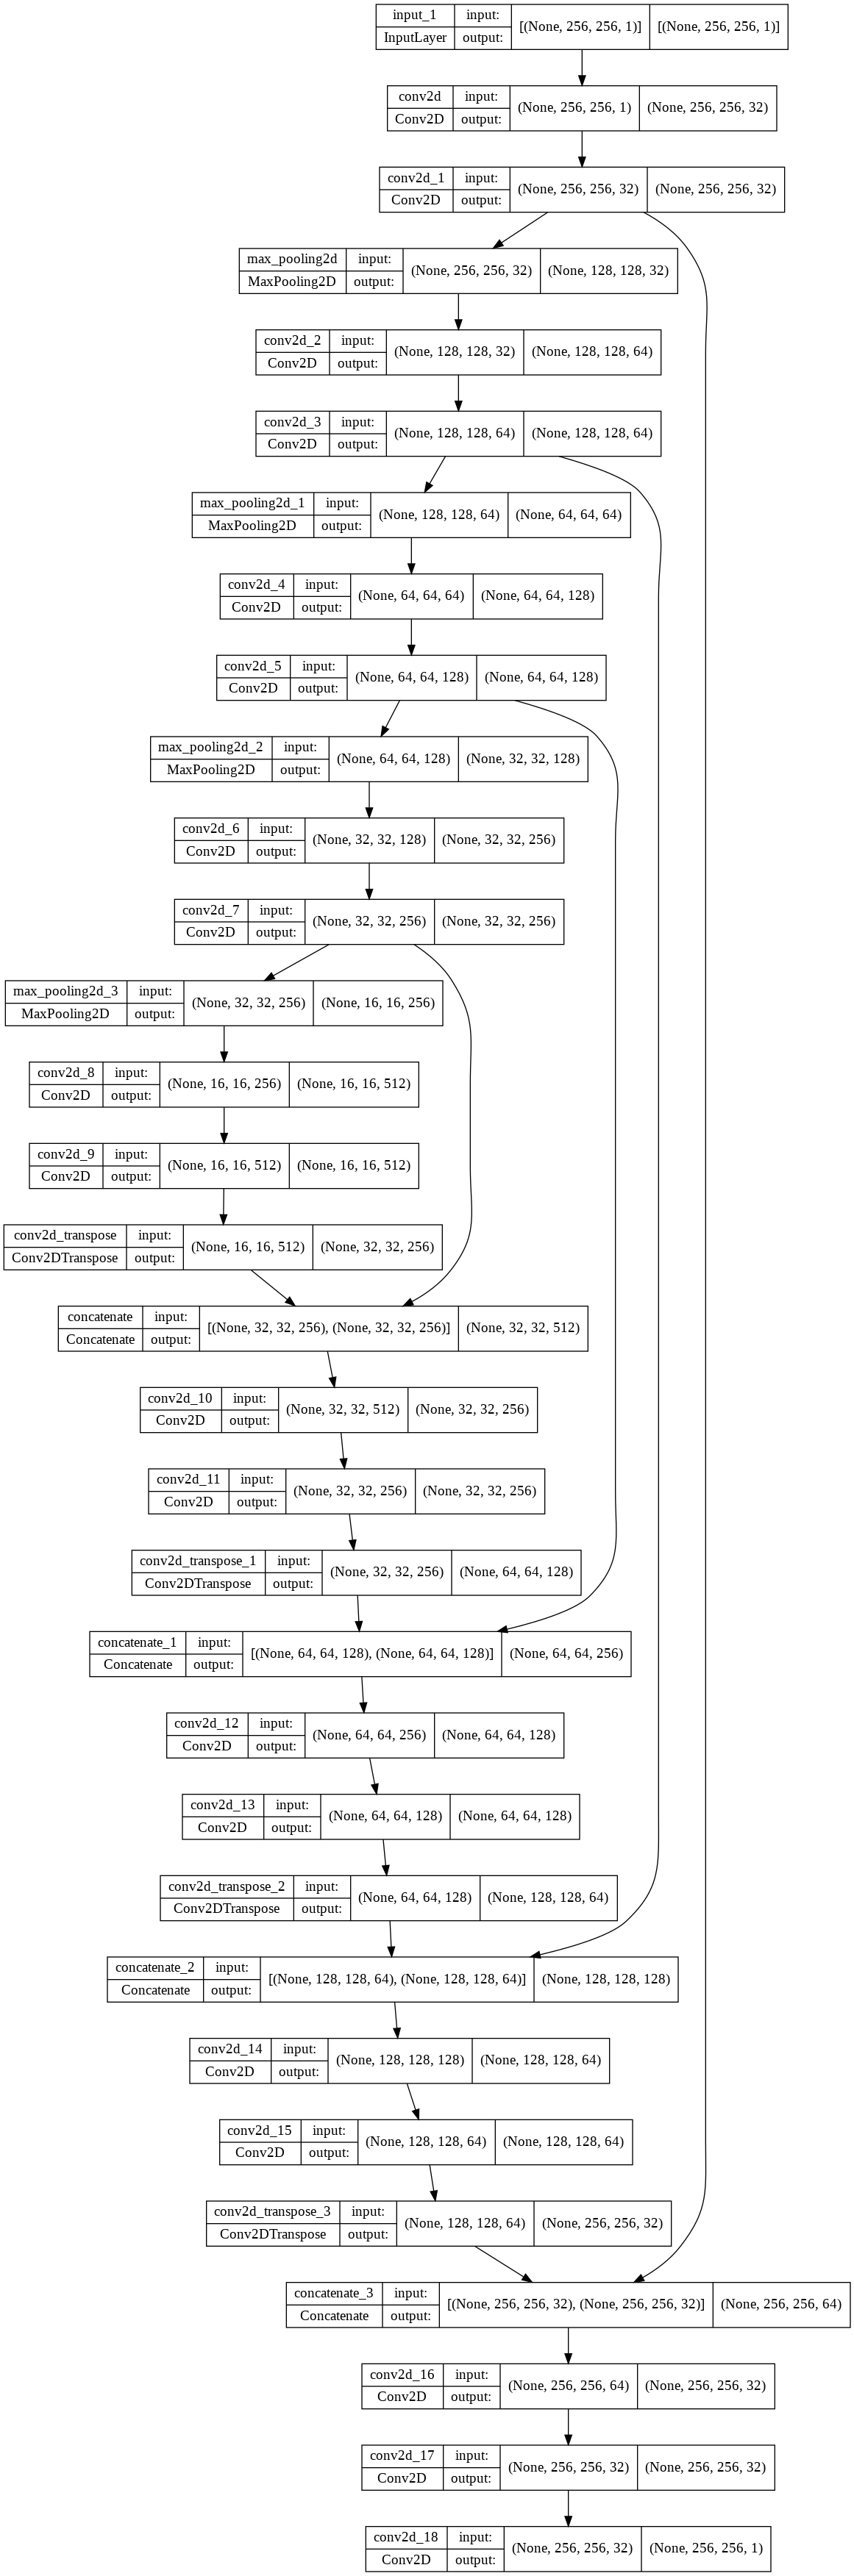 input_1 input: [(None, 256, 256, 1)] [(None, 256, 256, 1)]
InputLayer output:
conv2d input: (None, 256, 256, 1) (None, 256, 256, 32)
Conv2D output:
conv2d_1 input: (None, 256, 256, 32) (None, 256, 256, 32)
Conv2D output:
max_pooling2d input: (None, 256, 256, 32) (None, 128, 128, 32)
MaxPooling2D output:
conv2d_2 input: (None, 128, 128, 32) (None, 128, 128, 64)
Conv2D output:
conv2d_3 input: (None, 128, 128, 64) (None, 128, 128, 64)
Conv2D output:
max_pooling2d_1 input: (None, 128, 128, 64) (None, 64, 64, 64)
MaxPooling2D output:
conv2d_4 input: (None, 64, 64, 64) (None, 64, 64, 128)
Conv2D output:
conv2d_5 input: (None, 64, 64, 128) (None, 64, 64, 128)
Conv2D output:
max_pooling2d_2 input: (None, 64, 64, 128) (None, 32, 32, 128)
MaxPooling2D output:
conv2d_6 input: (None, 32, 32, 128) (None, 32, 32, 256)
Conv2D output:
conv2d_7 input: (None, 32, 32, 256) (None, 32, 32, 256)
Conv2D output:
max_pooling2d_3 input: (None, 32, 32, 256) (None, 16, 16, 256)
MaxPooling2D output:
conv2d_8 input: (None, 16, 16, 256) (None, 16, 16, 512)
Conv2D output:
conv2d_9 input: (None, 16, 16, 512) (None, 16, 16, 512)
Conv2D output:
conv2d_transpose input: (None, 16, 16, 512) (None, 32, 32, 256)
Conv2DTranspose output:
concatenate input: [(None, 32, 32, 256), (None, 32, 32, 256)] (None, 32, 32, 512)
Concatenate output:
conv2d_10 input: (None, 32, 32, 512) (None, 32, 32, 256)
Conv2D output:
conv2d_11 input: (None, 32, 32, 256) (None, 32, 32, 256)
Conv2D output:
conv2d_transpose_1 input: (None, 32, 32, 256) (None, 64, 64, 128)
Conv2DTranspose output:
concatenate_1 input: [(None, 64, 64, 128), (None, 64, 64, 128)] (None, 64, 64, 256)
Concatenate output:
conv2d_12 input: (None, 64, 64, 256) (None, 64, 64, 128)
Conv2D output:
conv2d_13 input: (None, 64, 64, 128) (None, 64, 64, 128)
Conv2D output:
conv2d_transpose_2 input: (None, 64, 64, 128) (None, 128, 128, 64)
Conv2DTranspose output:
concatenate_2 input: [(None, 128, 128, 64), (None, 128, 128, 64)] (None, 128, 128, 128)
Concatenate output:
conv2d_14 input: (None, 128, 128, 128) (None, 128, 128, 64)
Conv2D output:
conv2d_15 input: (None, 128, 128, 64) (None, 128, 128, 64)
Conv2D output:
conv2d_transpose_3 input: (None, 128, 128, 64) (None, 256, 256, 32)
Conv2DTranspose output:
concatenate_3 input: [(None, 256, 256, 32), (None, 256, 256, 32)] (None, 256, 256, 64)
Concatenate output:
conv2d_16 input: (None, 256, 256, 64) (None, 256, 256, 32)
Conv2D output:
conv2d_17 input: (None, 256, 256, 32) (None, 256, 256, 32)
Conv2D output:
conv2d_18 input: (None, 256, 256, 32) (None, 256, 256, 1)
Conv2D output: